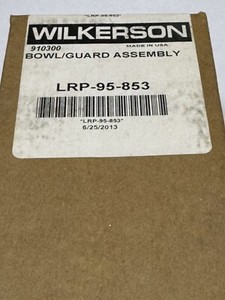 "LRP-95-853"
WILKERSON
910300
MADE IN USA
BOWL/GUARD ASSEMBLY
LRP-95-853
"LRP-95-853"
6/25/2013